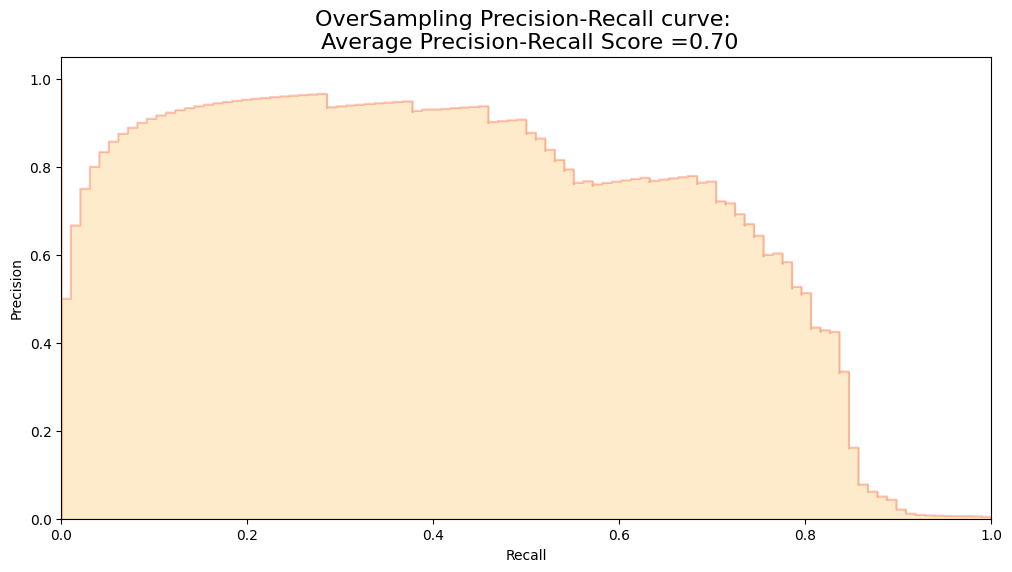 OverSampling Precision-Recall curve:
Average Precision-Recall Score =0.70
1.0
0.8
0.6
0.4
0.2
0.0
Precision
0.0 0.2 0.4 0.6 0.8 1.0
Recall